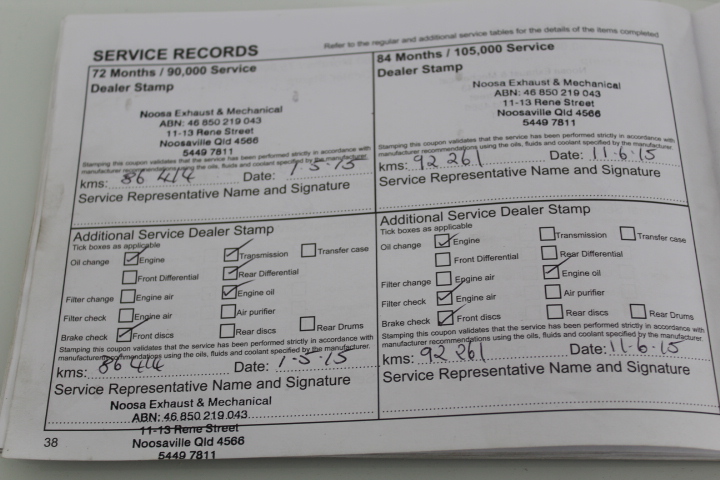 SERVICE RECORDS
Refer to the regular and additional service tables for the details of the items completed
72 Months / 90,000 Service
Dealer Stamp
Noosa Exhaust & Mechanical
ABN: 46 850 219 043
11-13 Rene Street
Noosaville Qld 4566
5449 7811
Stamping this coupon validates that the service has been performed strictly in accordance with
manufacturer recommendations using the oils, fluids and coolant specified by the manufacturer.
kms: 86 414 Date: 1.5.15
Service Representative Name and Signature
Additional Service Dealer Stamp
Tick boxes as applicable
Oil change Engine Transmission Transfer case
Front Differential Rear Differential
Filter change Engine air Engine oil
Filter check Engine air Air purifier
Brake check Front discs Rear discs Rear Drums
Stamping this coupon validates that the service has been performed strictly in accordance with
manufacturer recommendations using the oils, fluids and coolant specified by the manufacturer.
kms: 86 414 Date: 1.5.15
Service Representative Name and Signature
Noosa Exhaust & Mechanical
ABN: 46 850 219 043
11-13 Rene Street
Noosaville Qld 4566
5449 7811
38
84 Months / 105,000 Service
Dealer Stamp
Noosa Exhaust & Mechanical
ABN: 46 850 219 043
11-13 Rene Street
Noosaville Qld 4566
5449 7811
Stamping this coupon validates that the service has been performed strictly in accordance with
manufacturer recommendations using the oils, fluids and coolant specified by the manufacturer.
kms: 92 261 Date: 11.6.15
Service Representative Name and Signature
Additional Service Dealer Stamp
Tick boxes as applicable
Oil change Engine Transmission Transfer case
Front Differential Rear Differential
Filter change Engine air Engine oil
Filter check Engine air Air purifier
Brake check Front discs Rear discs Rear Drums
Stamping this coupon validates that the service has been performed strictly in accordance with
manufacturer recommendations using the oils, fluids and coolant specified by the manufacturer.
kms: 92 261 Date: 11.6.15
Service Representative Name and Signature